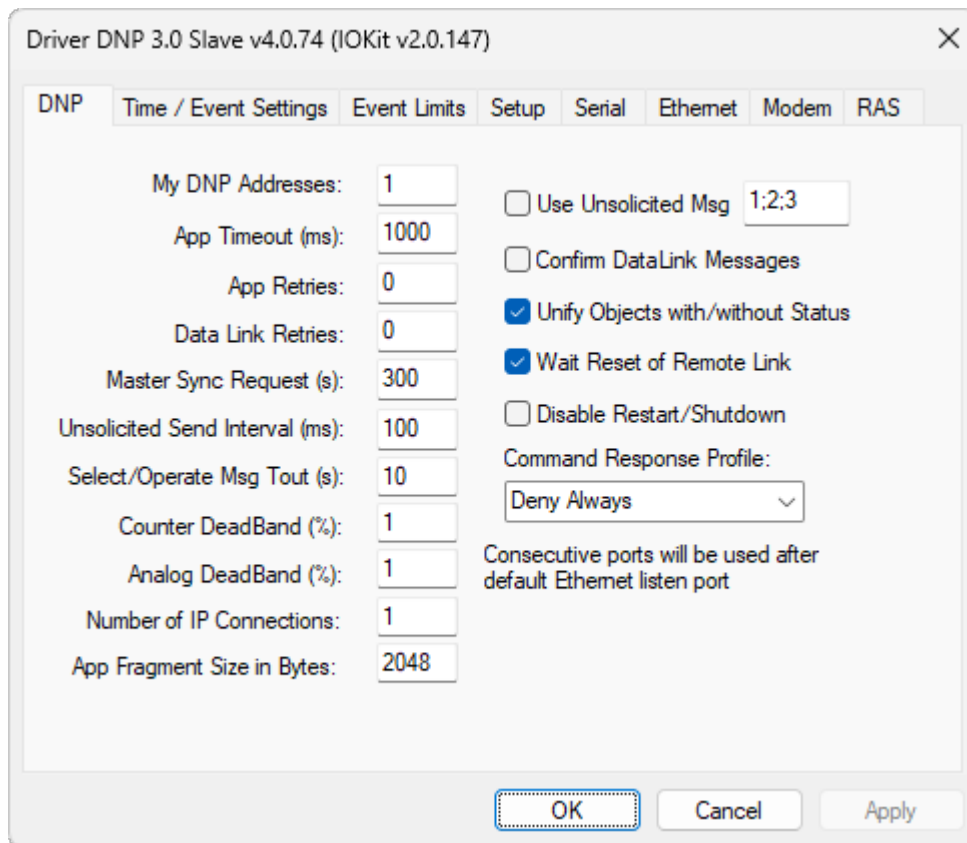 Driver DNP 3.0 Slave v4.0.74 (IOKit v2.0.147)
DNP Time / Event Settings Event Limits Setup Serial Ethernet Modem RAS
My DNP Addresses: 1
App Timeout (ms): 1000
App Retries: 0
Data Link Retries: 0
Master Sync Request (s): 300
Unsolicited Send Interval (ms): 100
Select/Operate Msg Tout (s): 10
Counter DeadBand (%): 1
Analog DeadBand (%): 1
Number of IP Connections: 1
App Fragment Size in Bytes: 2048
Use Unsolicited Msg 1;2;3
Confirm DataLink Messages
Unify Objects with/without Status
Wait Reset of Remote Link
Disable Restart/Shutdown
Command Response Profile:
Deny Always
Consecutive ports will be used after
default Ethernet listen port
OK Cancel Apply